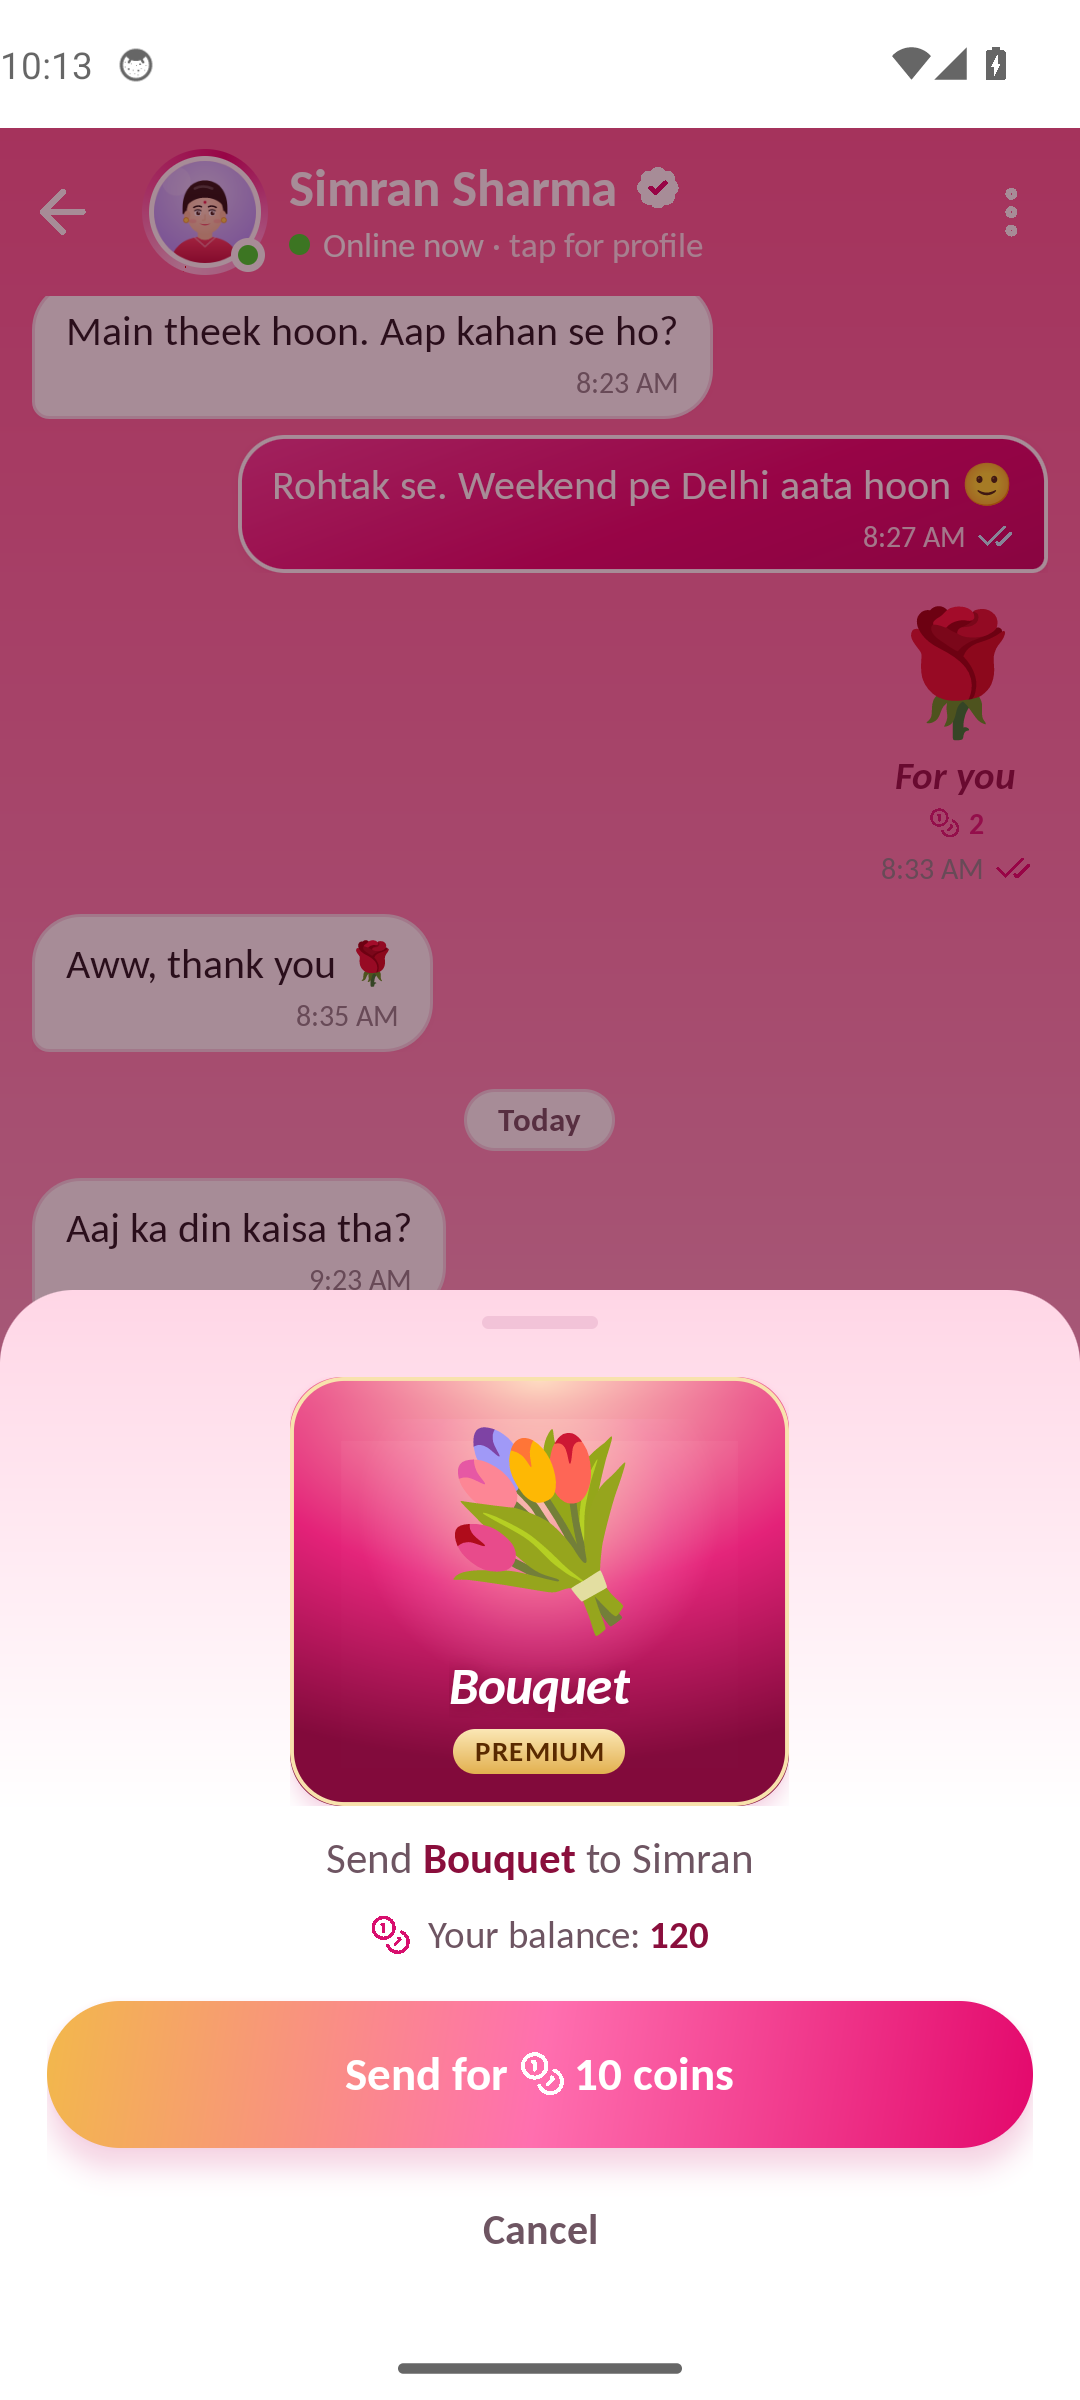 10:13
Simran Sharma
Online now · tap for profile
Main theek hoon. Aap kahan se ho?
8:23 AM
Rohtak se. Weekend pe Delhi aata hoon 🙂
8:27 AM
For you
2
8:33 AM
Aww, thank you 🌹
8:35 AM
Today
Aaj ka din kaisa tha?
9:23 AM
Bouquet
PREMIUM
Send Bouquet to Simran
Your balance: 120
Send for 10 coins
Cancel